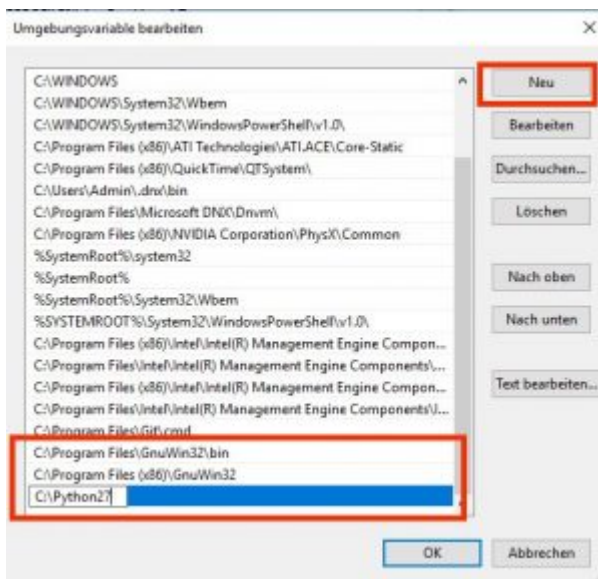 Umgebungsvariable bearbeiten
C:\WINDOWS
C:\WINDOWS\System32\Wbem
C:\WINDOWS\System32\WindowsPowerShell\v1.0\
C:\Program Files (x86)\ATI Technologies\ATI.ACE\Core-Static
C:\Program Files (x86)\QuickTime\QTSystem\
C:\Users\Admin\.dnx\bin
C:\Program Files\Microsoft DNX\Dnvm\
C:\Program Files (x86)\NVIDIA Corporation\PhysX\Common
%SystemRoot%\system32
%SystemRoot%
%SystemRoot%\System32\Wbem
%SYSTEMROOT%\System32\WindowsPowerShell\v1.0\
C:\Program Files (x86)\Intel\Intel(R) Management Engine Compon...
C:\Program Files\Intel\Intel(R) Management Engine Components\...
C:\Program Files (x86)\Intel\Intel(R) Management Engine Compon...
C:\Program Files\Intel\Intel(R) Management Engine Components\I...
C:\Program Files\Git\cmd
C:\Program Files\GnuWin32\bin
C:\Program Files (x86)\GnuWin32
C:\Python27
Neu
Bearbeiten
Durchsuchen...
Löschen
Nach oben
Nach unten
Text bearbeiten...
OK
Abbrechen